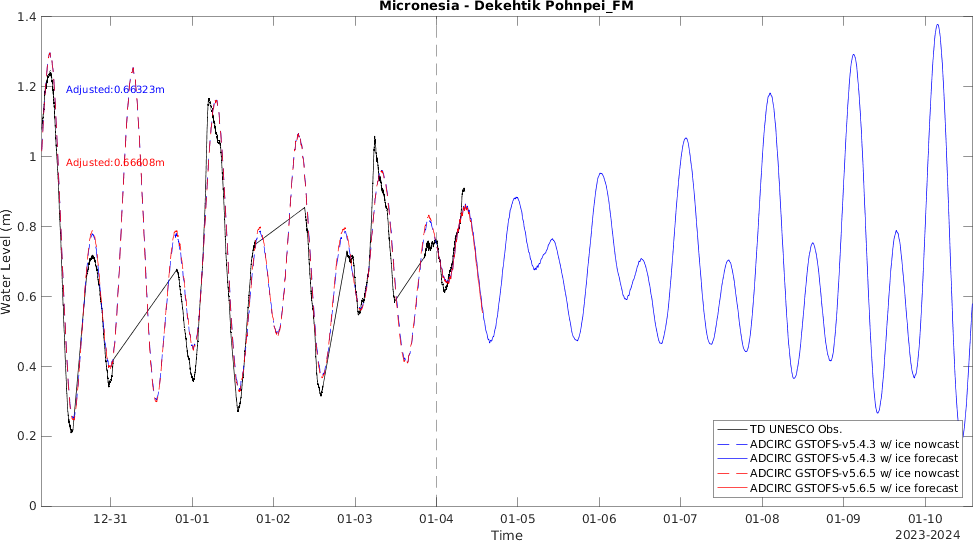 Micronesia - Dekehtik Pohnpei_FM
1.4
1.2
1
0.8
0.6
0.4
0.2
0
Water Level (m)
Adjusted:0.66323m
Adjusted:0.66608m
TD UNESCO Obs.
ADCIRC GSTOFS-v5.4.3 w/ ice nowcast
ADCIRC GSTOFS-v5.4.3 w/ ice forecast
ADCIRC GSTOFS-v5.6.5 w/ ice nowcast
ADCIRC GSTOFS-v5.6.5 w/ ice forecast
12-31 01-01 01-02 01-03 01-04 01-05 01-06 01-07 01-08 01-09 01-10
Time
2023-2024